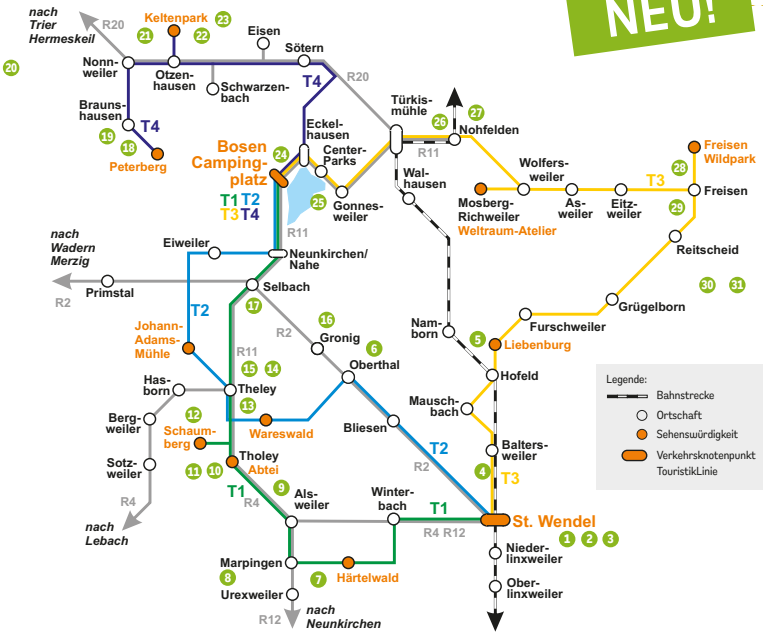 NEU!
nach
Trier
Hermeskeil
R20
Keltenpark
21
22
23
20
Eisen
Sötern
Nonn-
weiler
Otzen-
hausen
Schwarzen-
bach
T4
R20
Brauns-
hausen
T4
19
18
Peterberg
Eckel-
hausen
Türkis-
mühle
26
27
Nohfelden
R11
Bosen
Camping-
platz
24
Center-
Parks
T1 T2
T3 T4
25
Gonnes-
weiler
R11
Wal-
hausen
Wolfers-
weiler
Mosberg-
Richweiler
Weltraum-Atelier
As-
weiler
Eitz-
weiler
T3
28
Freisen
Wildpark
Freisen
29
Reitscheid
30
31
Grügelborn
Furschweiler
nach
Wadern
Merzig
R2
Primstal
Eiweiler
Neunkirchen/
Nahe
Selbach
17
T2
R2
16
Gronig
6
Oberthal
Johann-
Adams-
Mühle
R11
15
14
Theley
13
Has-
born
Berg-
weiler
Sotz-
weiler
R4
nach
Lebach
12
Schaum-
berg
11
10
Tholey
Abtei
Wareswald
Bliesen
T2
R2
Nam-
born
5
Liebenburg
Hofeld
Mausch-
bach
Balters-
weiler
4
T3
T1
R4
9
Als-
weiler
Winter-
bach
T1
R4 R12
St. Wendel
1
2
3
Nieder-
linxweiler
Ober-
linxweiler
Marpingen
8
7
Härtelwald
Urexweiler
R12
nach
Neunkirchen
Legende:
Bahnstrecke
Ortschaft
Sehenswürdigkeit
Verkehrsknotenpunkt
TouristikLinie